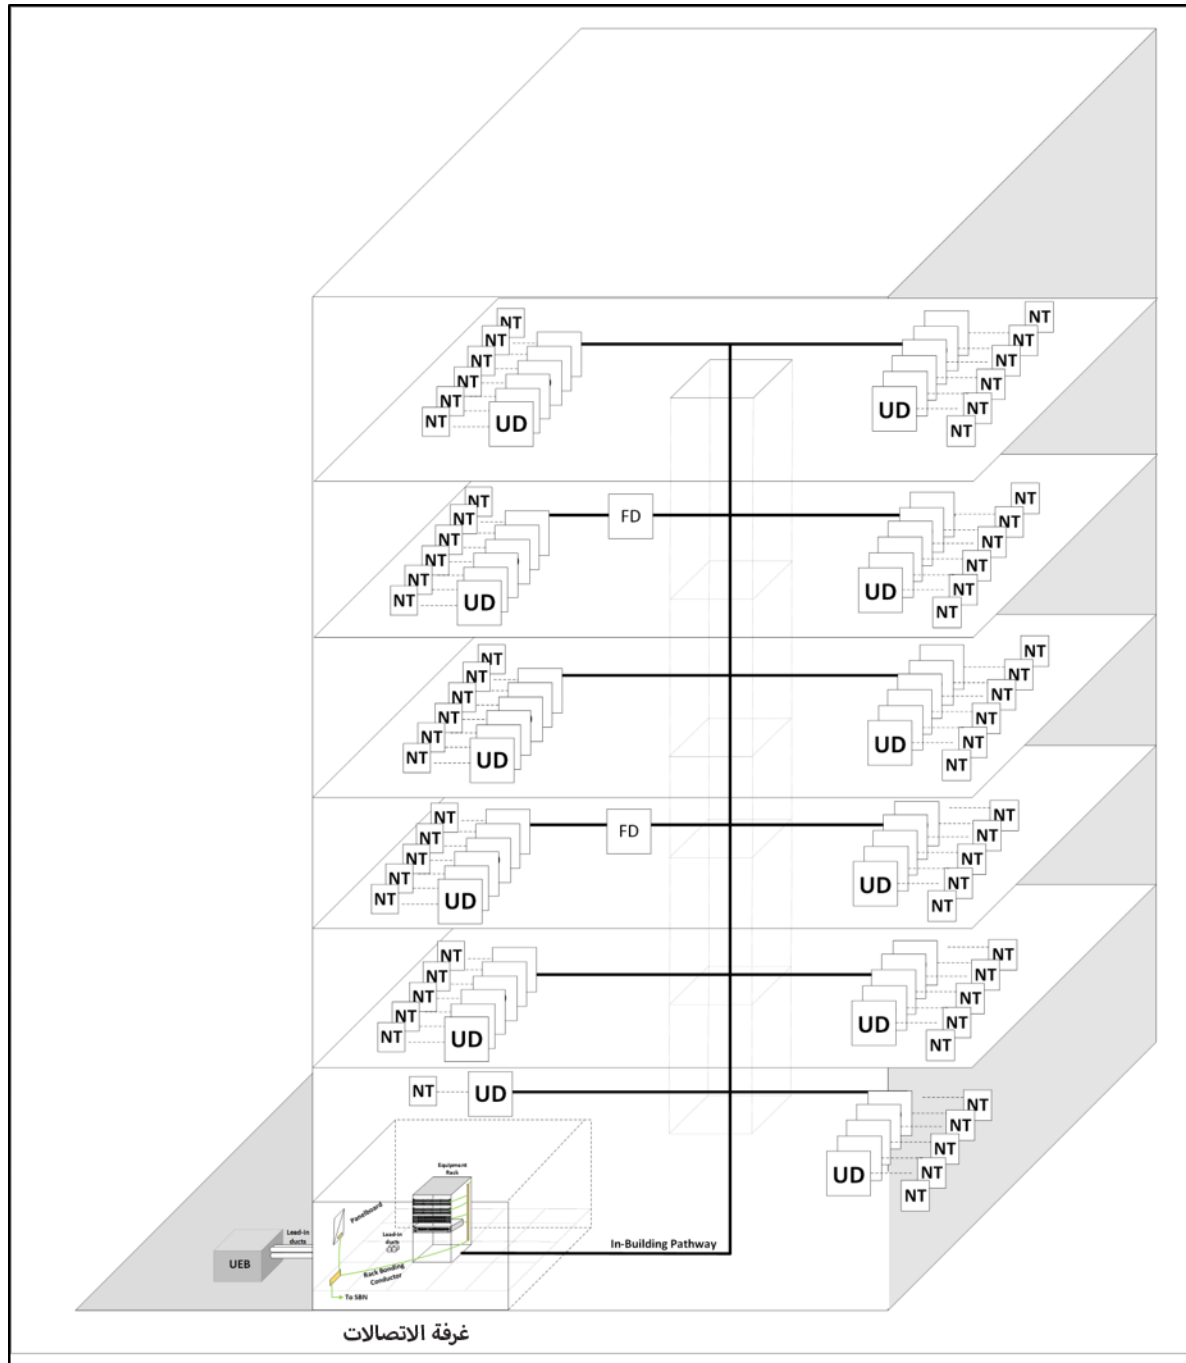 NT
NT
NT
NT
NT
NT
UD
UD
NT
NT
NT
NT
NT
NT
NT
NT
NT
NT
NT
NT
UD
FD
UD
NT
NT
NT
NT
NT
NT
NT
NT
NT
NT
NT
NT
UD
UD
NT
NT
NT
NT
NT
NT
NT
NT
NT
NT
NT
UD
FD
UD
NT
NT
NT
NT
NT
NT
NT
NT
NT
NT
UD
UD
NT
NT
NT
NT
NT
NT
UD
UD
NT
NT
NT
NT
NT
Equipment
Rack
Panelboard
Lead-in
ducts
Lead-in
ducts
UEB
Rack Bonding
Conductor
To SBN
In-Building Pathway
غرفة الاتصالات